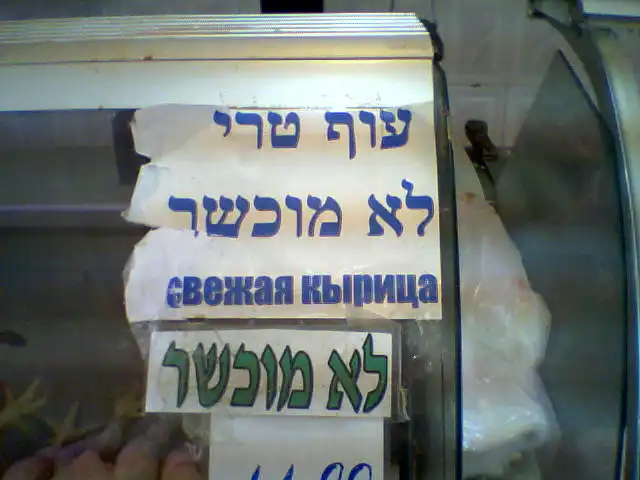 עוף טרי
לא מוכשר
свежая кырица
לא מוכשר